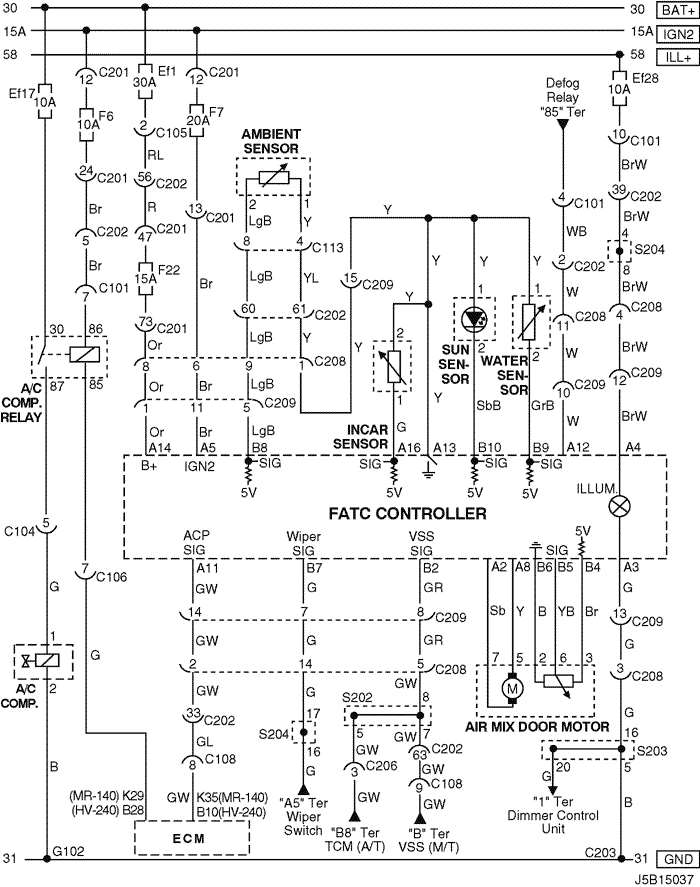 30 30 BAT+
15A 15A IGN2
58 58 ILL+
Ef17 10A
12 C201
Ef1 30A
12 C201
Ef28 10A
Defog
Relay
"85" Ter
F6 10A
F7 20A
2 C105
10 C101
AMBIENT
SENSOR
RL BrW
24 C201
56 C202
2 1
4 C101
39 C202
Br R
13 C201
LgB Y Y
WB BrW
5 C202
47 C201
8 4 C113
4 S204
8
Br
F22 15A
Br LgB YL
15 C209
Y Y Y
2 C202
BrW
7 C101
60 61 C202
1 1
W
11 C208
4 C208
73 C201
30 86
Or LgB Y
2
SUN
SEN-
SOR
2
WATER
SEN-
SOR
2
W BrW
8 6 9 1 C208
A/C
COMP.
RELAY
87 85
Or Br LgB
10 C209
12 C209
1 11 5 C209
INCAR
SENSOR
1
G Y SbB GrB W BrW
Or Br LgB
A14 A5 B8 A16 A13 B10 B9 A12 A4
B+ IGN2 SIG SIG SIG SIG
5V 5V 5V 5V
ILLUM.
FATC CONTROLLER
C104 5
ACP
SIG
Wiper
SIG
VSS
SIG
SIG 5V
7 C106
A11 B7 B2 A2 A8 B6 B5 B4 A3
G GW G GR Sb Y B YB Br G
14 7 8 C209
13 C209
1
GW G GR G
2 14 5 C208
7 5 2 6 3
3 C208
A/C
COMP.
2
G
M
AIR MIX DOOR MOTOR
GW G GW
S202 8
33 C202
S204 17
16
G
16 S203
GL
5 7
GW GW
63 C202
20 5
B
8 C108
G
3 C206
GW
9 C108
G B
(MR-140) K29
(HV-240) B28
GW
K35(MR-140)
B10(HV-240)
GW GW
"A5" Ter
Wiper
Switch
"1" Ter
Dimmer Control
Unit
ECM
"B8" Ter
TCM (A/T)
"B" Ter
VSS (M/T)
31 G102 C203 31 GND
J5B15037